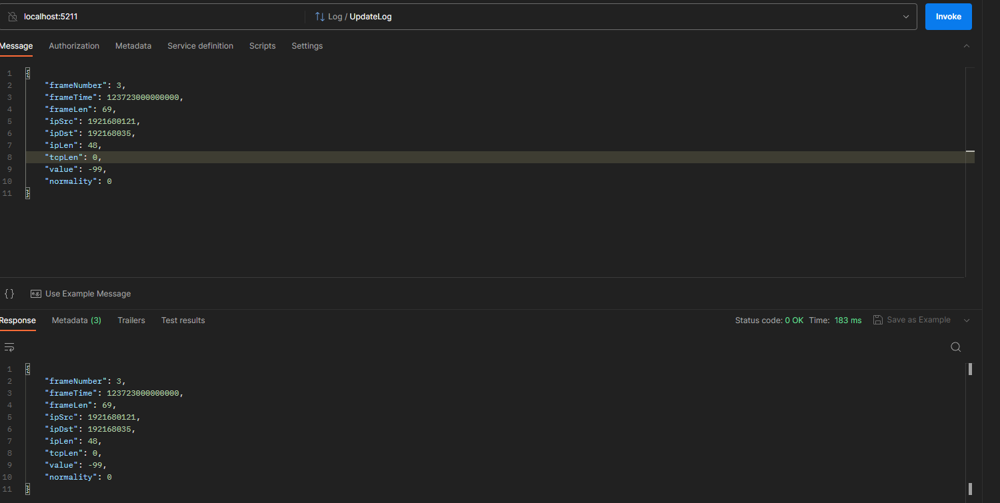 localhost:5211 Log / UpdateLog Invoke
Message Authorization Metadata Service definition Scripts Settings
1 {
2 "frameNumber": 3,
3 "frameTime": 123723000000000,
4 "frameLen": 69,
5 "ipSrc": 1921680121,
6 "ipDst": 192168035,
7 "ipLen": 48,
8 "tcpLen": 0,
9 "value": -99,
10 "normality": 0
11 }
{} e.g. Use Example Message
Response Metadata (3) Trailers Test results Status code: 0 OK Time: 183 ms Save as Example
1 {
2 "frameNumber": 3,
3 "frameTime": 123723000000000,
4 "frameLen": 69,
5 "ipSrc": 1921680121,
6 "ipDst": 192168035,
7 "ipLen": 48,
8 "tcpLen": 0,
9 "value": -99,
10 "normality": 0
11 }